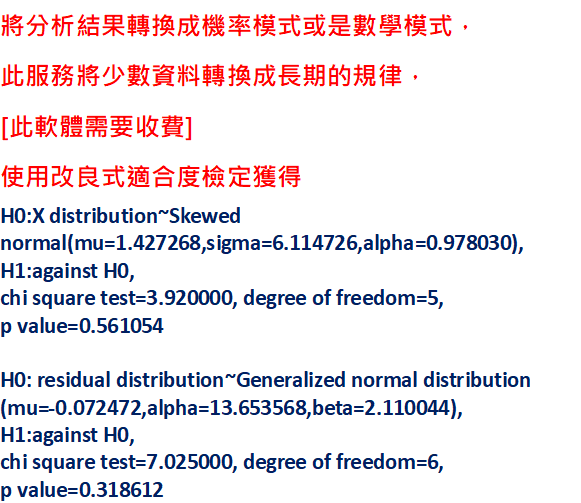 將分析結果轉換成機率模式或是數學模式，
此服務將少數資料轉換成長期的規律，
[此軟體需要收費]
使用改良式適合度檢定獲得
H0:X distribution~Skewed
normal(mu=1.427268,sigma=6.114726,alpha=0.978030),
H1:against H0,
chi square test=3.920000, degree of freedom=5,
p value=0.561054
H0: residual distribution~Generalized normal distribution
(mu=-0.072472,alpha=13.653568,beta=2.110044),
H1:against H0,
chi square test=7.025000, degree of freedom=6,
p value=0.318612